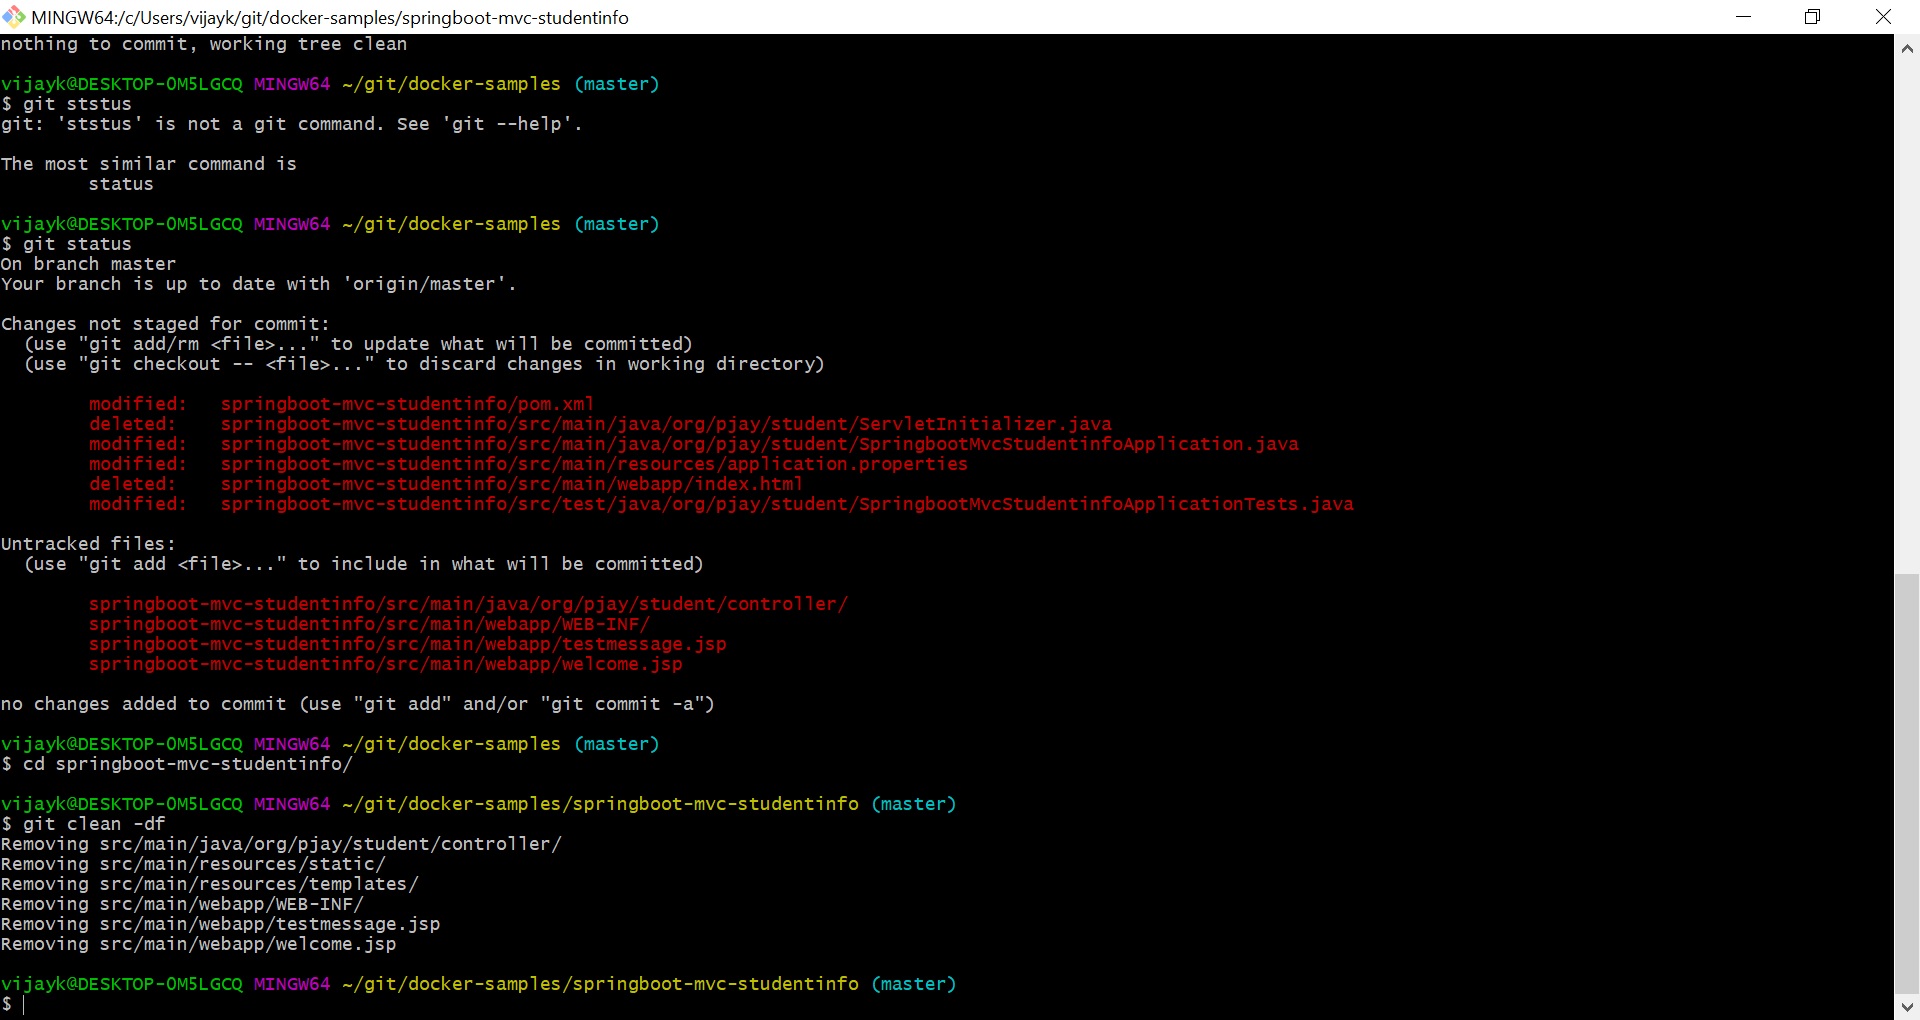 MINGW64:/c/Users/vijayk/git/docker-samples/springboot-mvc-studentinfo
nothing to commit, working tree clean
vijayk@DESKTOP-0M5LGCQ MINGW64 ~/git/docker-samples (master)
$ git ststus
git: 'ststus' is not a git command. See 'git --help'.
The most similar command is
status
vijayk@DESKTOP-0M5LGCQ MINGW64 ~/git/docker-samples (master)
$ git status
On branch master
Your branch is up to date with 'origin/master'.
Changes not staged for commit:
(use "git add/rm <file>..." to update what will be committed)
(use "git checkout -- <file>..." to discard changes in working directory)
modified: springboot-mvc-studentinfo/pom.xml
deleted: springboot-mvc-studentinfo/src/main/java/org/pjay/student/ServletInitializer.java
modified: springboot-mvc-studentinfo/src/main/java/org/pjay/student/SpringbootMvcStudentinfoApplication.java
modified: springboot-mvc-studentinfo/src/main/resources/application.properties
deleted: springboot-mvc-studentinfo/src/main/webapp/index.html
modified: springboot-mvc-studentinfo/src/test/java/org/pjay/student/SpringbootMvcStudentinfoApplicationTests.java
Untracked files:
(use "git add <file>..." to include in what will be committed)
springboot-mvc-studentinfo/src/main/java/org/pjay/student/controller/
springboot-mvc-studentinfo/src/main/webapp/WEB-INF/
springboot-mvc-studentinfo/src/main/webapp/testmessage.jsp
springboot-mvc-studentinfo/src/main/webapp/welcome.jsp
no changes added to commit (use "git add" and/or "git commit -a")
vijayk@DESKTOP-0M5LGCQ MINGW64 ~/git/docker-samples (master)
$ cd springboot-mvc-studentinfo/
vijayk@DESKTOP-0M5LGCQ MINGW64 ~/git/docker-samples/springboot-mvc-studentinfo (master)
$ git clean -df
Removing src/main/java/org/pjay/student/controller/
Removing src/main/resources/static/
Removing src/main/resources/templates/
Removing src/main/webapp/WEB-INF/
Removing src/main/webapp/testmessage.jsp
Removing src/main/webapp/welcome.jsp
vijayk@DESKTOP-0M5LGCQ MINGW64 ~/git/docker-samples/springboot-mvc-studentinfo (master)
$